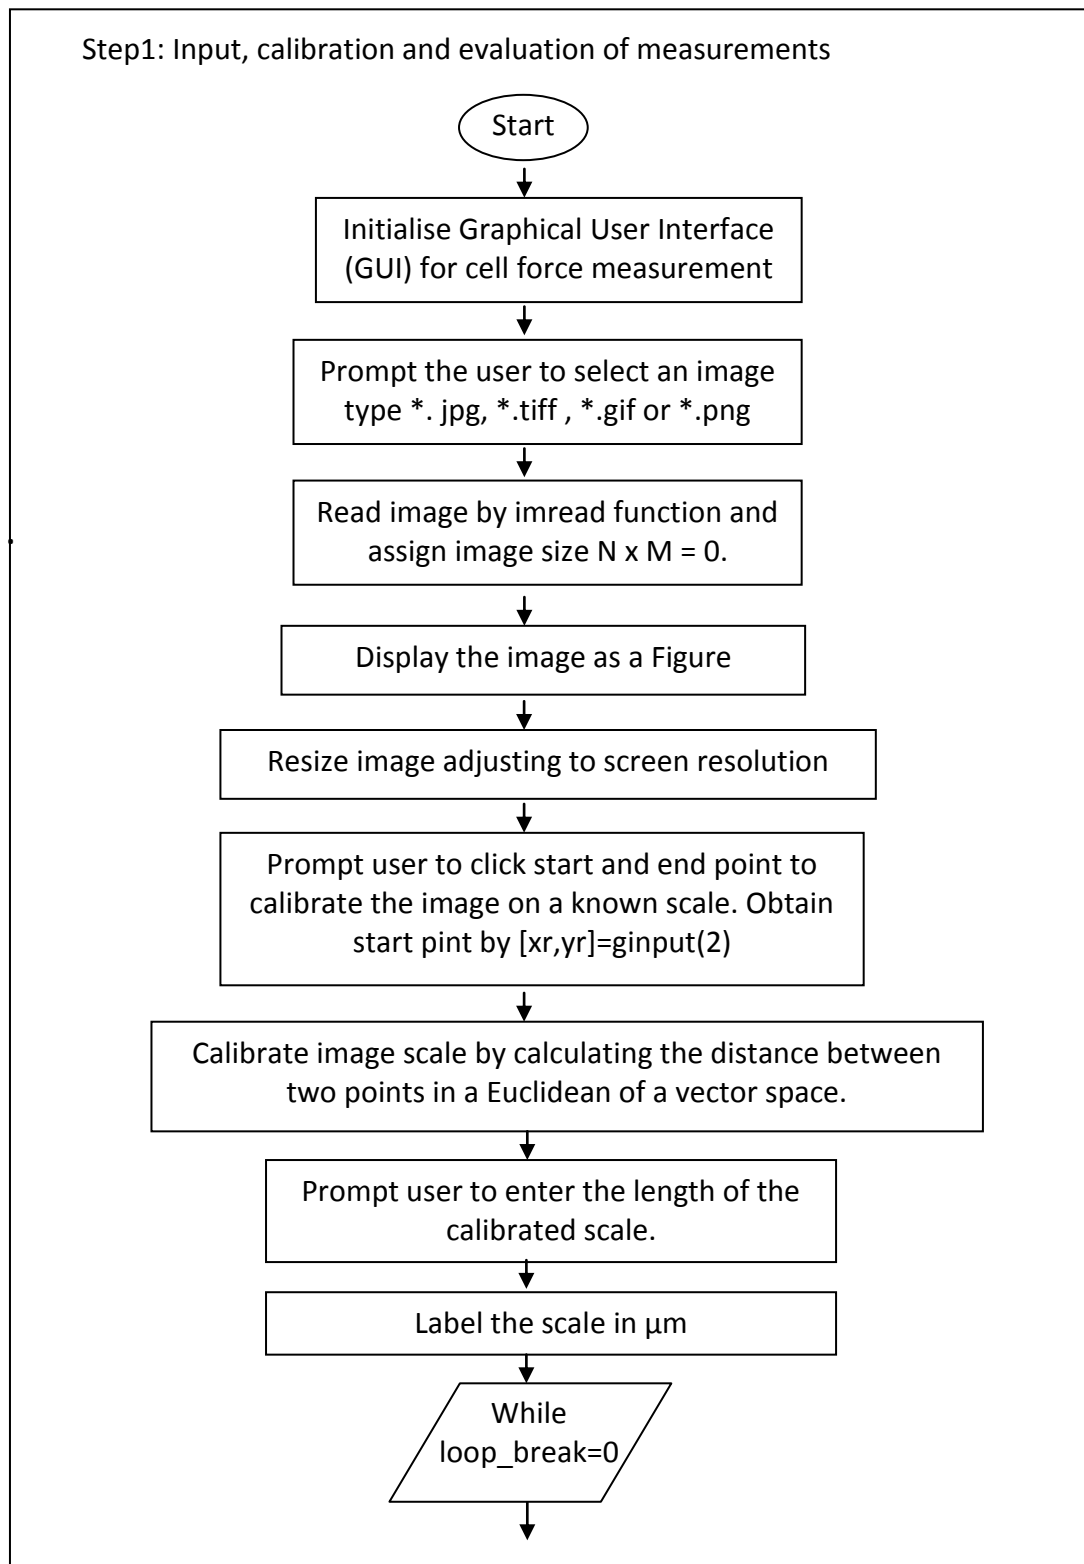 Step1: Input, calibration and evaluation of measurements
Start
Initialise Graphical User Interface
(GUI) for cell force measurement
Prompt the user to select an image
type *. jpg, *.tiff , *.gif or *.png
Read image by imread function and
assign image size N x M = 0.
Display the image as a Figure
Resize image adjusting to screen resolution
Prompt user to click start and end point to
calibrate the image on a known scale. Obtain
start pint by [xr,yr]=ginput(2)
Calibrate image scale by calculating the distance between
two points in a Euclidean of a vector space.
Prompt user to enter the length of the
calibrated scale.
Label the scale in µm
While
loop_break=0